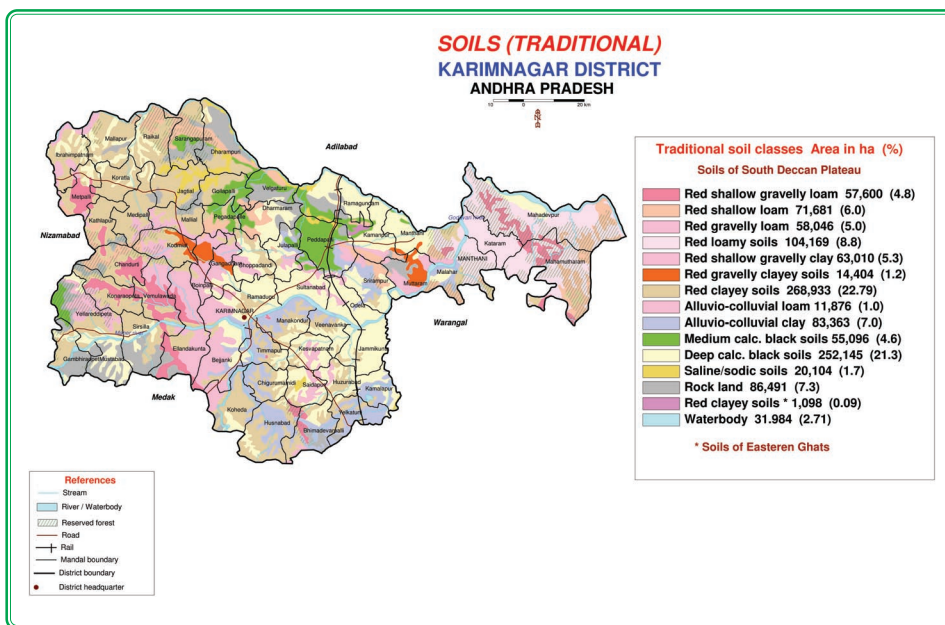 SOILS (TRADITIONAL)
KARIMNAGAR DISTRICT
ANDHRA PRADESH
10 0 20 km
Adilabad
Nizamabad
Medak
Warangal
Ibrahimpatnam
Mallapur
Raikal
Sarangapuram
Dharampuri
Metpalli
Koratla
Jagtial
Gollapalli
Velgaturu
Ramagundam
Kathlapur
Medipalli
Mallial
Pegadapalle
Dharmaram
Peddapalli
Kamanpur
Manthani
Kodimial
Gangadhara
Choppandi
Julapalli
Chandurti
Boinpalli
Ramadugu
Sultanabad
Srirampur
Muttaram
Malahar
MANTHANI
Kataram
Mahadevpur
Mahamutharam
Konaraopeta
Vemulawada
Yellareddipeta
Sirsilla
KARIMNAGAR
Manakondur
Odela
Veenavanka
Gambhiraopet
Mustabad
Ellandakunta
Bejjanki
Timmapur
Kesvapatnam
Jammikunta
Chigurumamidi
Saidapur
Huzurabad
Kamalapur
Koheda
Husnabad
Bhimadevarpalli
Elkaturti
Traditional soil classes Area in ha (%)
Soils of South Deccan Plateau
Red shallow gravelly loam 57,600 (4.8)
Red shallow loam 71,681 (6.0)
Red gravelly loam 58,046 (5.0)
Red loamy soils 104,169 (8.8)
Red shallow gravelly clay 63,010 (5.3)
Red gravelly clayey soils 14,404 (1.2)
Red clayey soils 268,933 (22.79)
Alluvio-colluvial loam 11,876 (1.0)
Alluvio-colluvial clay 83,363 (7.0)
Medium calc. black soils 55,096 (4.6)
Deep calc. black soils 252,145 (21.3)
Saline/sodic soils 20,104 (1.7)
Rock land 86,491 (7.3)
Red clayey soils * 1,098 (0.09)
Waterbody 31.984 (2.71)
* Soils of Easteren Ghats
References
Stream
River / Waterbody
Reserved forest
Road
Rail
Mandal boundary
District boundary
District headquarter